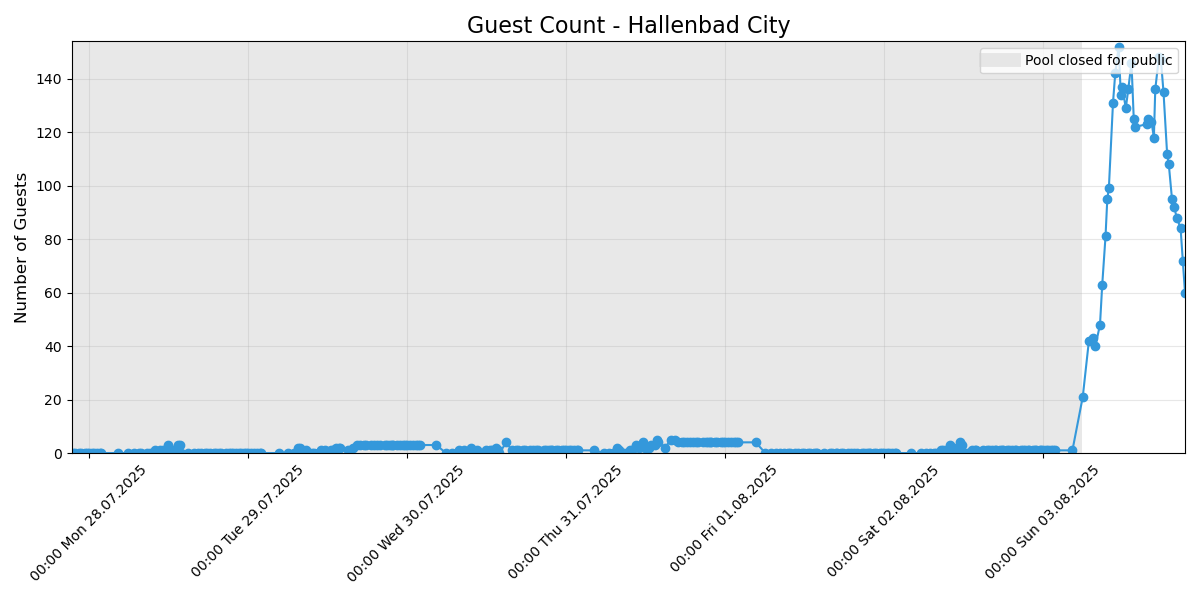 Guest Count - Hallenbad City
Pool closed for public
Number of Guests
140
120
100
80
60
40
20
0
00:00 Mon 28.07.2025
00:00 Tue 29.07.2025
00:00 Wed 30.07.2025
00:00 Thu 31.07.2025
00:00 Fri 01.08.2025
00:00 Sat 02.08.2025
00:00 Sun 03.08.2025